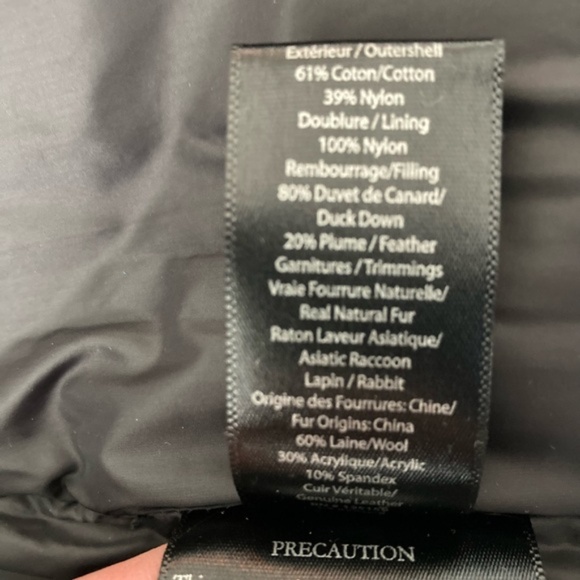 Extérieur / Outershell
61% Coton/Cotton
39% Nylon
Doublure / Lining
100% Nylon
Rembourrage/Filling
80% Duvet de Canard/
Duck Down
20% Plume / Feather
Garnitures / Trimmings
Vraie Fourrure Naturelle/
Real Natural Fur
Raton Laveur Asiatique/
Asiatic Raccoon
Lapin / Rabbit
Origine des Fourrures: Chine/
Fur Origins: China
60% Laine/Wool
30% Acrylique/Acrylic
10% Spandex
Cuir Véritable/
Genuine Leather
PRECAUTION